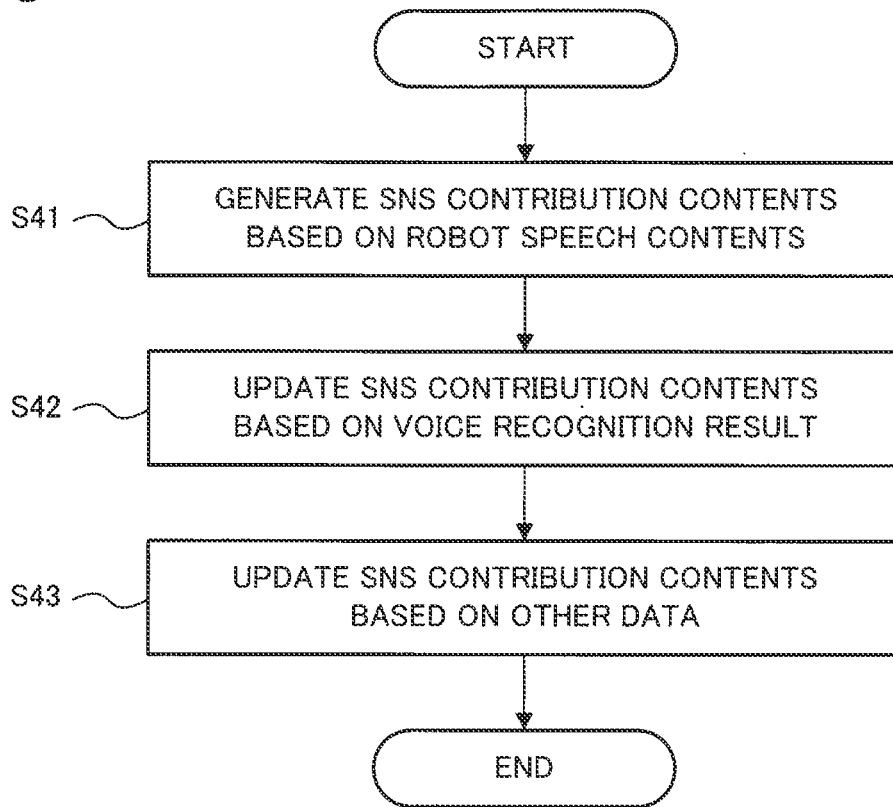 START
S41
GENERATE SNS CONTRIBUTION CONTENTS
BASED ON ROBOT SPEECH CONTENTS
S42
UPDATE SNS CONTRIBUTION CONTENTS
BASED ON VOICE RECOGNITION RESULT
S43
UPDATE SNS CONTRIBUTION CONTENTS
BASED ON OTHER DATA
END